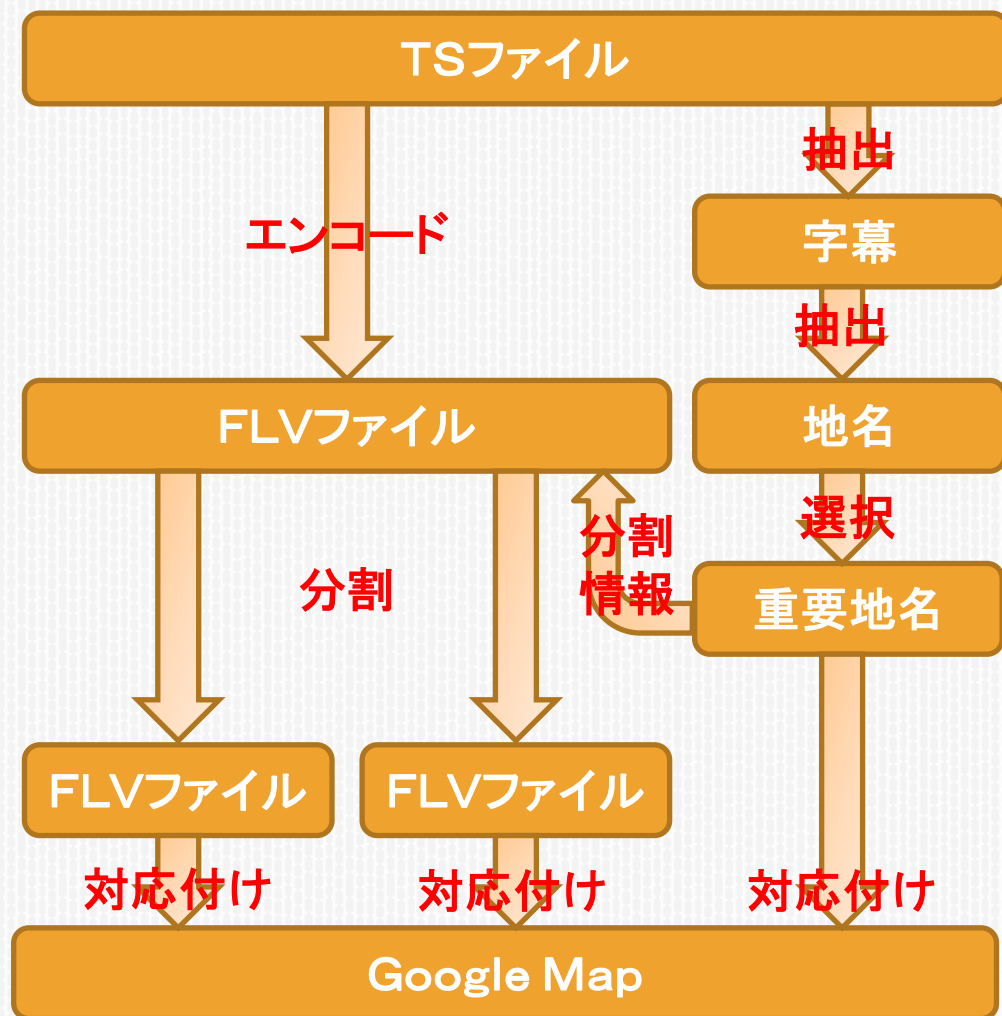 TSファイル
抽出
エンコード
字幕
抽出
FLVファイル
地名
選択
分割
情報
分割
重要地名
FLVファイル
FLVファイル
対応付け
対応付け
対応付け
Google Map